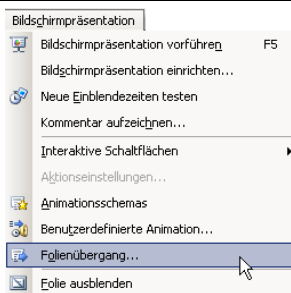 Bildschirmpräsentation
Bildschirmpräsentation vorführen F5
Bildschirmpräsentation einrichten...
Neue Einblendezeiten testen
Kommentar aufzeichnen...
Interaktive Schaltflächen
Aktionseinstellungen...
Animationsschemas
Benutzerdefinierte Animation...
Folienübergang...
Folie ausblenden